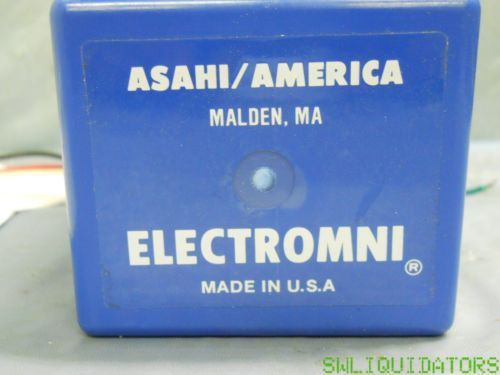 ASAHI/AMERICA
MALDEN, MA
ELECTROMNI®
MADE IN U.S.A
SWLIQUIDATORS